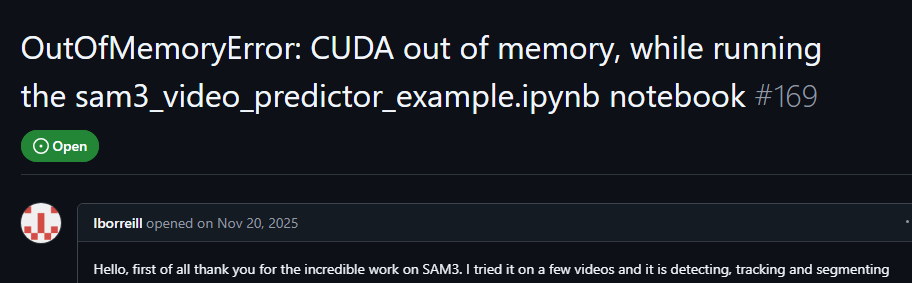 OutOfMemoryError: CUDA out of memory, while running
the sam3_video_predictor_example.ipynb notebook #169
Open
lborreill opened on Nov 20, 2025
Hello, first of all thank you for the incredible work on SAM3. I tried it on a few videos and it is detecting, tracking and segmenting